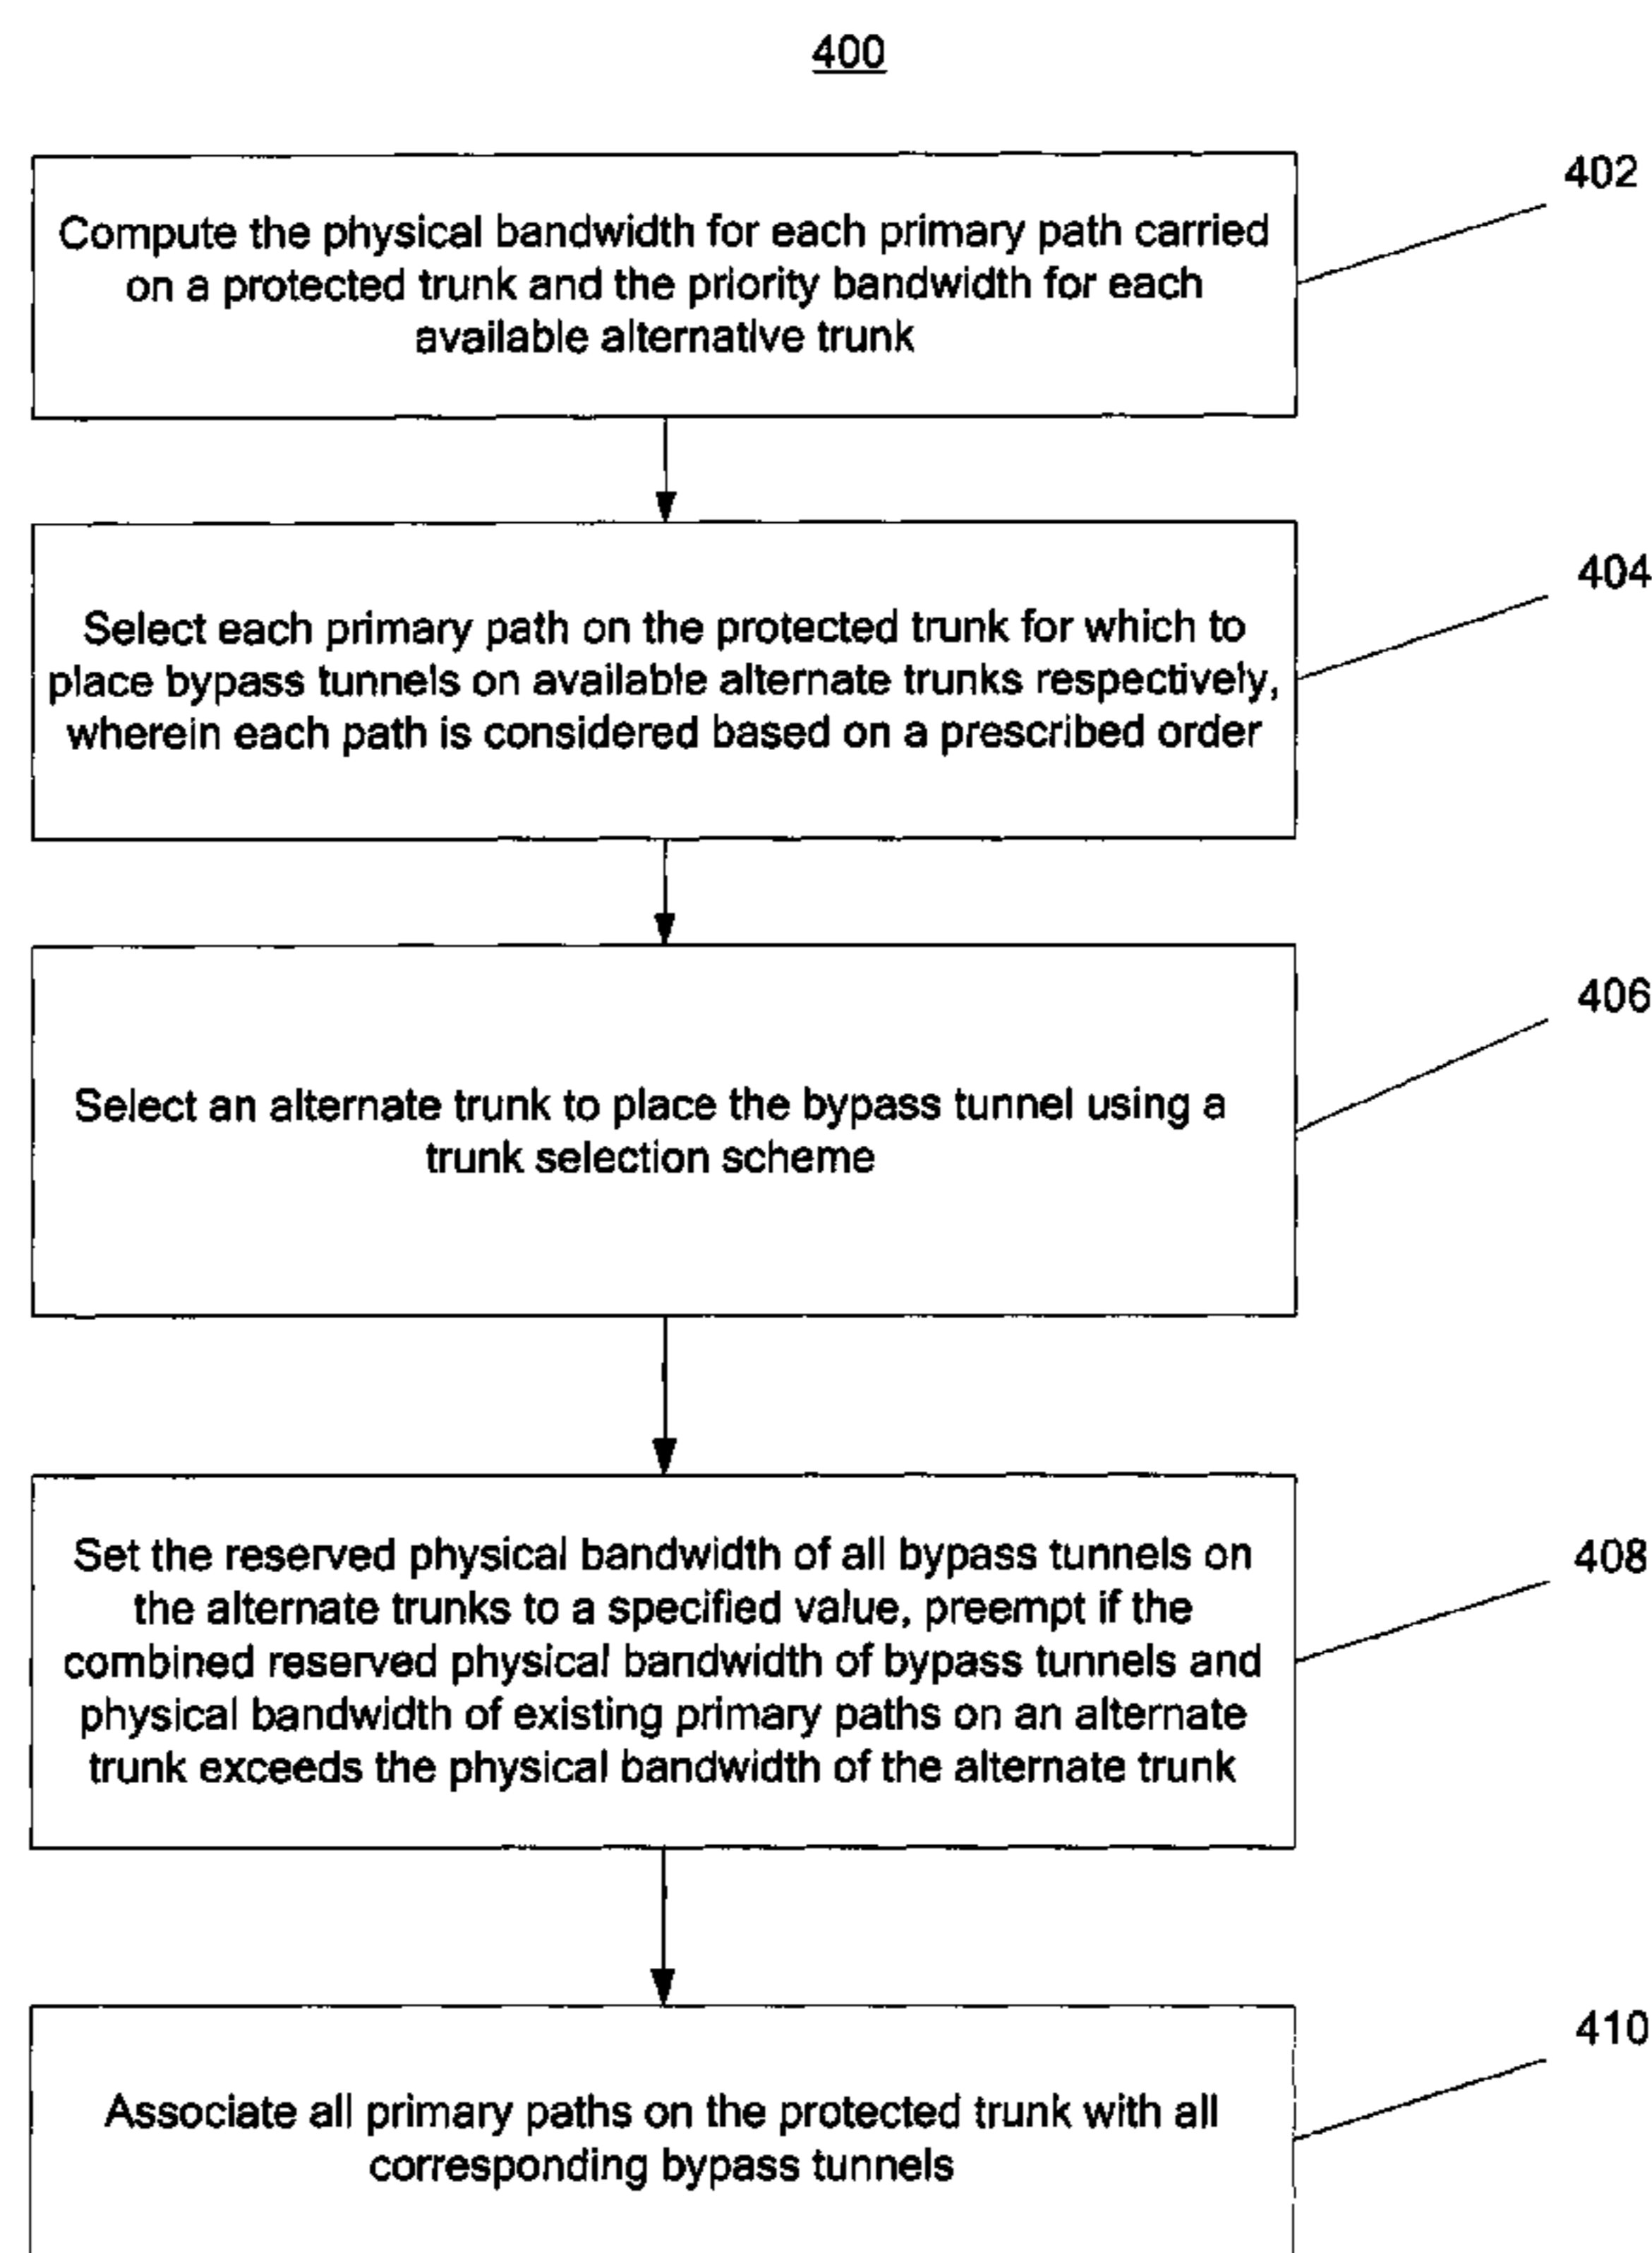 400
402
Compute the physical bandwidth for each primary path carried
on a protected trunk and the priority bandwidth for each
available alternative trunk
404
Select each primary path on the protected trunk for which to
place bypass tunnels on available alternate trunks respectively,
wherein each path is considered based on a prescribed order
406
Select an alternate trunk to place the bypass tunnel using a
trunk selection scheme
408
Set the reserved physical bandwidth of all bypass tunnels on
the alternate trunks to a specified value, preempt if the
combined reserved physical bandwidth of bypass tunnels and
physical bandwidth of existing primary paths on an alternate
trunk exceeds the physical bandwidth of the alternate trunk
410
Associate all primary paths on the protected trunk with all
corresponding bypass tunnels